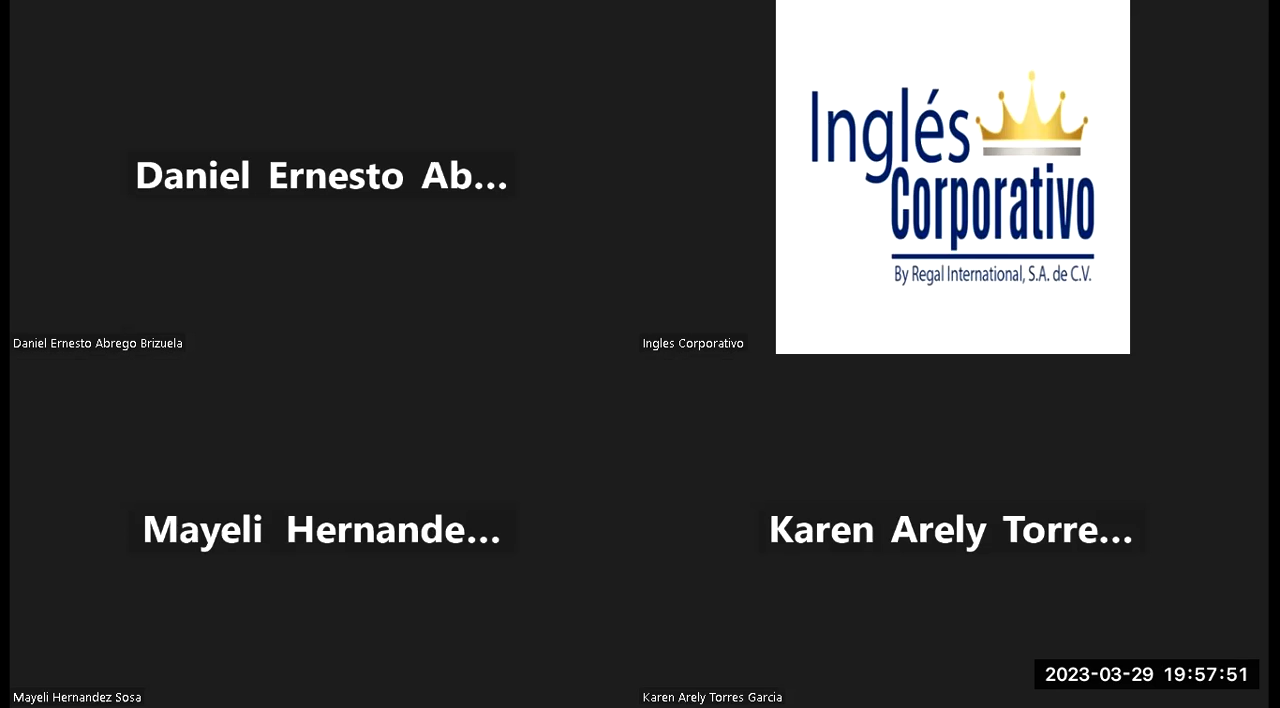 Daniel Ernesto Ab...
Daniel Ernesto Abrego Brizuela
Inglés
Corporativo
By Regal International, S.A. de C.V.
Ingles Corporativo
Mayeli Hernande...
Mayeli Hernandez Sosa
Karen Arely Torre...
Karen Arely Torres Garcia
2023-03-29 19:57:51